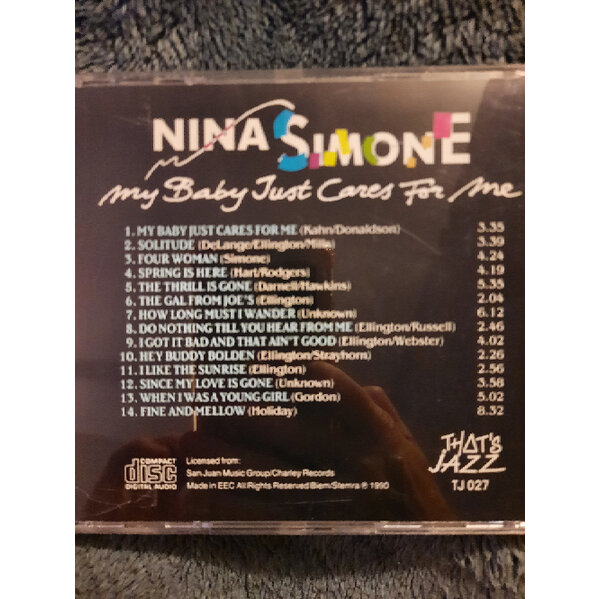 NINA SIMONE
My Baby Just Cares For Me
1. MY BABY JUST CARES FOR ME (Kahn/Donaldson) 3.35
2. SOLITUDE (DeLange/Ellington/Mills) 3.39
3. FOUR WOMAN (Simone) 4.24
4. SPRING IS HERE (Hart/Rodgers) 4.19
5. THE THRILL IS GONE (Darnell/Hawkins) 5.35
6. THE GAL FROM JOE'S (Ellington) 2.04
7. HOW LONG MUST I WANDER (Unknown) 6.12
8. DO NOTHING TILL YOU HEAR FROM ME (Ellington/Russell) 2.46
9. I GOT IT BAD AND THAT AIN'T GOOD (Ellington/Webster) 4.02
10. HEY BUDDY BOLDEN (Ellington/Strayhorn) 2.26
11. I LIKE THE SUNRISE (Ellington) 2.56
12. SINCE MY LOVE IS GONE (Unknown) 3.58
13. WHEN I WAS A YOUNG GIRL (Gordon) 5.02
14. FINE AND MELLOW (Holiday) 8.32
COMPACT
disc
DIGITAL AUDIO
Licensed from:
San Juan Music Group/Charley Records
Made in EEC All Rights Reserved Biem/Stemra ℗ 1990
THAT'S
JAZZ
TJ 027